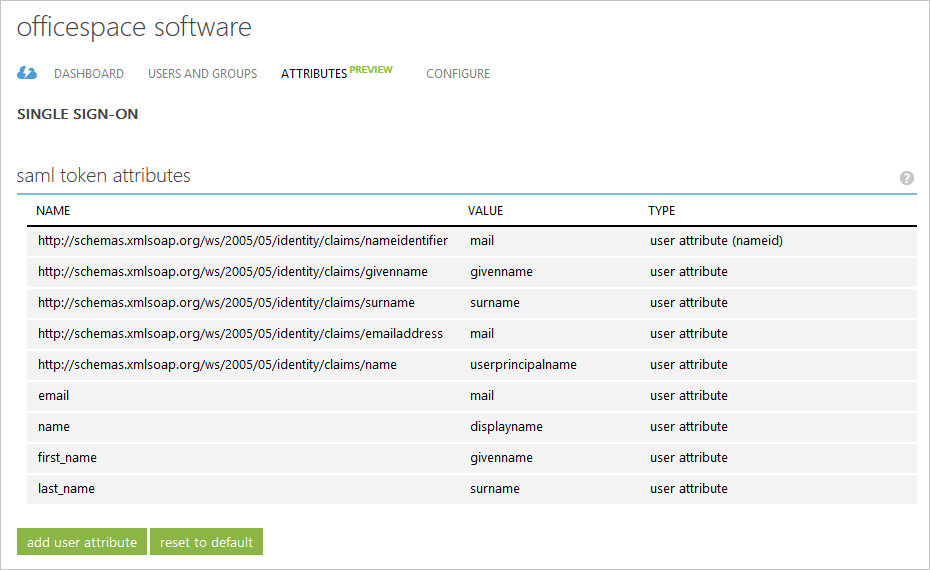 officespace software
DASHBOARD USERS AND GROUPS ATTRIBUTES PREVIEW CONFIGURE
SINGLE SIGN-ON
saml token attributes ?
NAME VALUE TYPE
http://schemas.xmlsoap.org/ws/2005/05/identity/claims/nameidentifier mail user attribute (nameid)
http://schemas.xmlsoap.org/ws/2005/05/identity/claims/givenname givenname user attribute
http://schemas.xmlsoap.org/ws/2005/05/identity/claims/surname surname user attribute
http://schemas.xmlsoap.org/ws/2005/05/identity/claims/emailaddress mail user attribute
http://schemas.xmlsoap.org/ws/2005/05/identity/claims/name userprincipalname user attribute
email mail user attribute
name displayname user attribute
first_name givenname user attribute
last_name surname user attribute
add user attribute reset to default